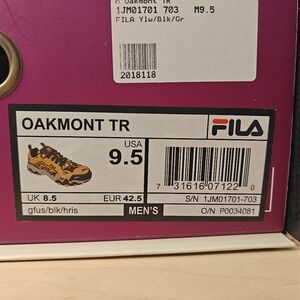 M Oakmont TR
1JM01701 703 M9.5
FILA Ylw/Blk/Gr
2018118
OAKMONT TR
FILA
USA
9.5
7 31616 07122 0
UK 8.5 EUR 42.5 S/N 1JM01701-703
gfus/blk/hris MEN'S O/N P0034081